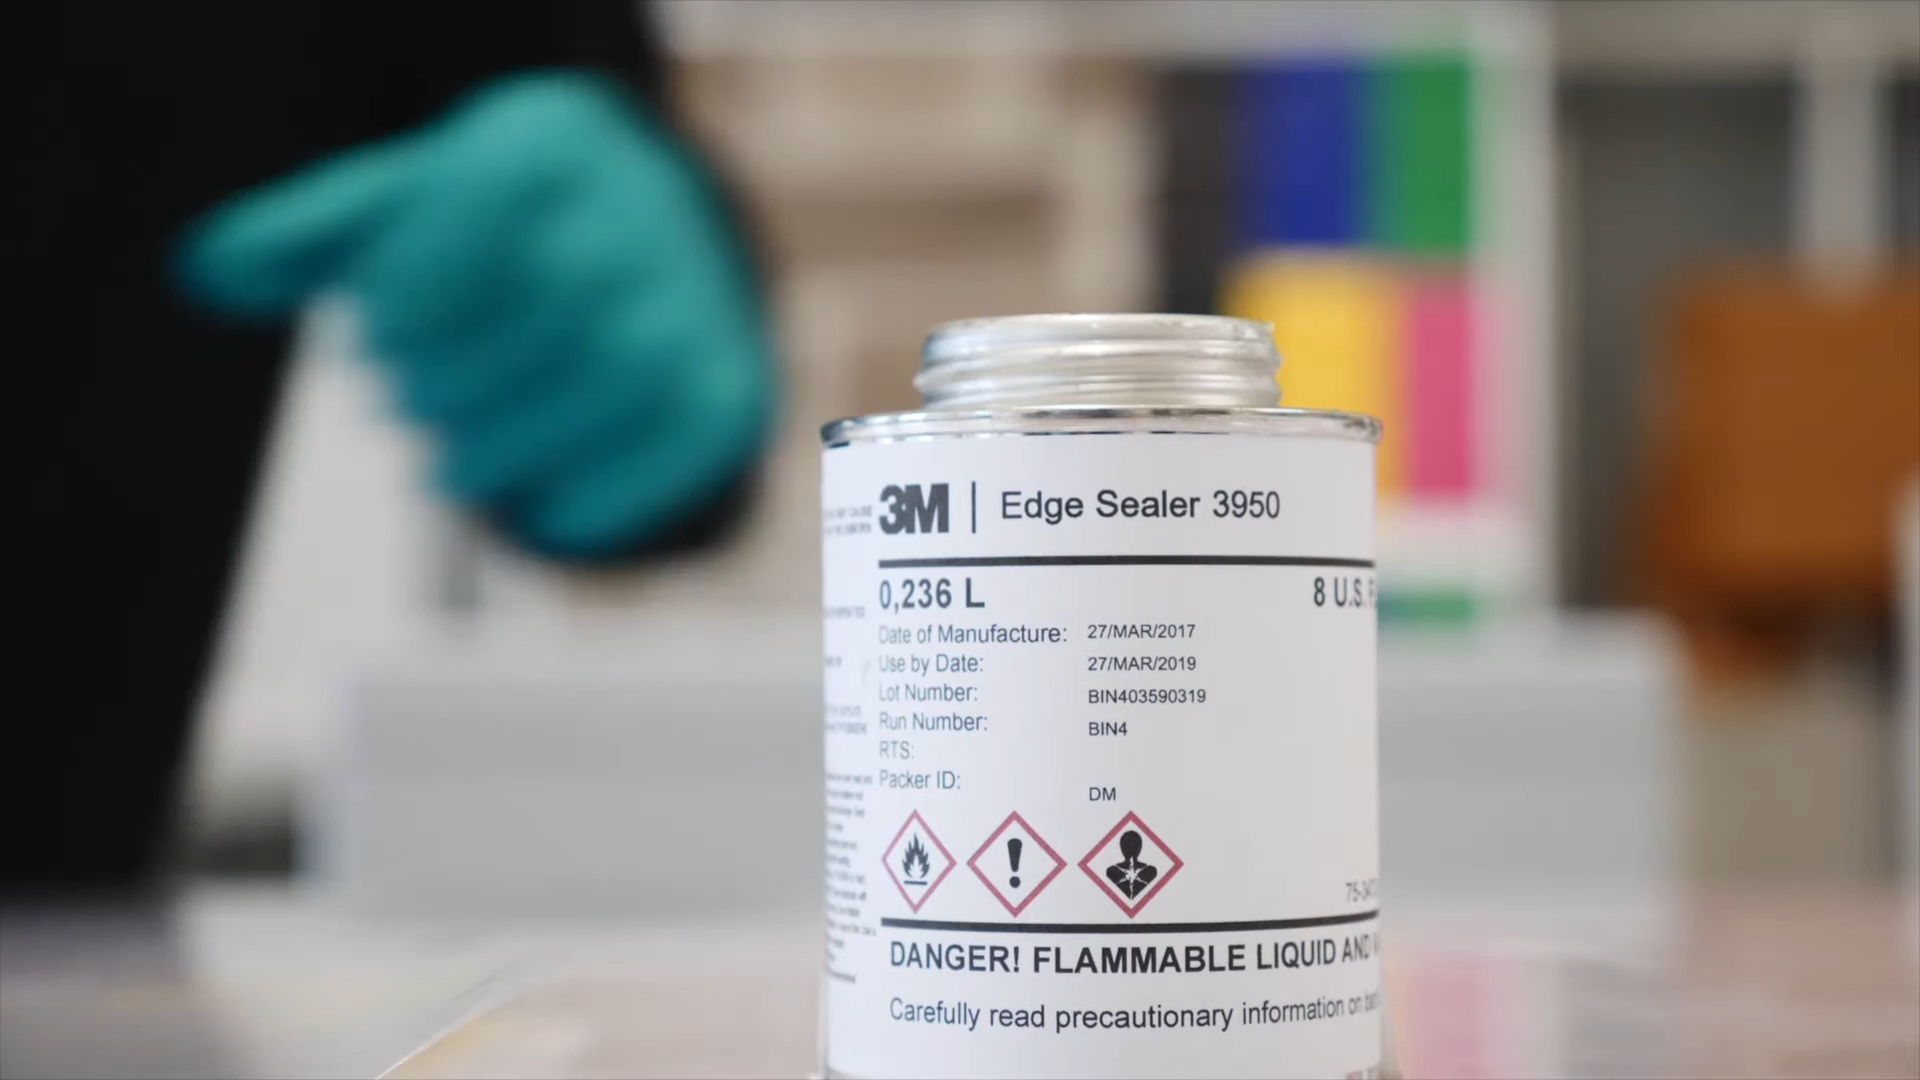 3M | Edge Sealer 3950
0,236 L 8 U.S.
Date of Manufacture: 27/MAR/2017
Use by Date: 27/MAR/2019
Lot Number: BIN403590319
Run Number: BIN4
RTS:
Packer ID: DM
DANGER! FLAMMABLE LIQUID AND
Carefully read precautionary information on